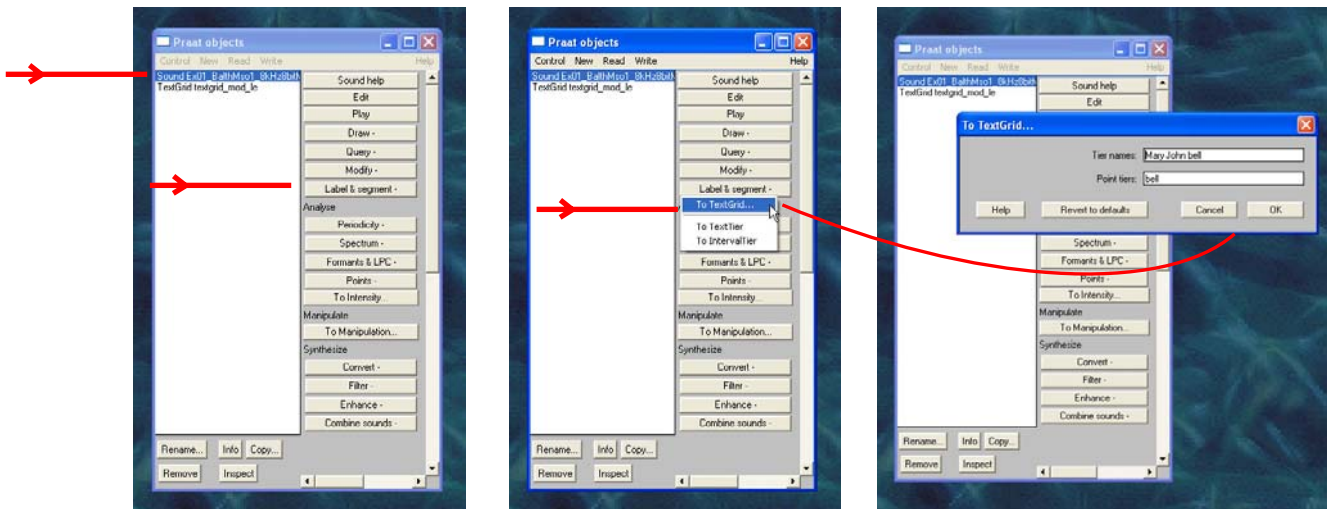 Praat objects
Control New Read Write Help
Sound Ex01_BalthMso1_8kHz8bit
TextGrid textgrid_mod_le
Sound help
Edit
Play
Draw -
Query -
Modify -
Label & segment -
Analyse
Periodicity -
Spectrum -
Formants & LPC -
Points -
To Intensity...
Manipulate
To Manipulation...
Synthesize
Convert -
Filter -
Enhance -
Combine sounds -
Rename... Info Copy...
Remove Inspect
Praat objects
Control New Read Write Help
Sound Ex01_BalthMso1_8kHz8bit
TextGrid textgrid_mod_le
Sound help
Edit
Play
Draw -
Query -
Modify -
Label & segment -
To TextGrid...
To TextTier
To IntervalTier
Formants & LPC -
Points -
To Intensity...
Manipulate
To Manipulation...
Synthesize
Convert -
Filter -
Enhance -
Combine sounds -
Rename... Info Copy...
Remove Inspect
Praat objects
Control New Read Write Help
Sound Ex01_BalthMso1_8kHz8bit
TextGrid textgrid_mod_le
Sound help
Edit
To TextGrid...
Tier names: Mary John bell
Point tiers: bell
Help Revert to defaults Cancel OK
Spectrum -
Formants & LPC -
Points -
To Intensity...
Manipulate
To Manipulation...
Synthesize
Convert -
Filter -
Enhance -
Combine sounds -
Rename... Info Copy...
Remove Inspect